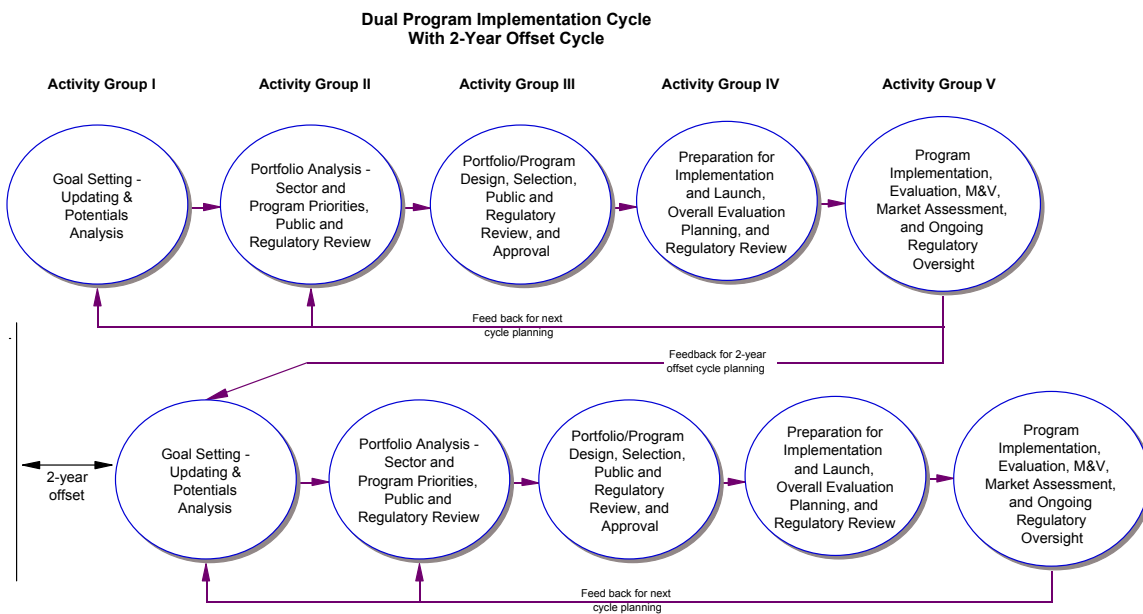 Dual Program Implementation Cycle
With 2-Year Offset Cycle
Activity Group I
Activity Group II
Activity Group III
Activity Group IV
Activity Group V
Goal Setting -
Updating &
Potentials
Analysis
Portfolio Analysis -
Sector and
Program Priorities,
Public and
Regulatory Review
Portfolio/Program
Design, Selection,
Public and
Regulatory
Review, and
Approval
Preparation for
Implementation
and Launch,
Overall Evaluation
Planning, and
Regulatory Review
Program
Implementation,
Evaluation, M&V,
Market Assessment,
and Ongoing
Regulatory
Oversight
Feed back for next
cycle planning
Feedback for 2-year
offset cycle planning
2-year
offset
Goal Setting -
Updating &
Potentials
Analysis
Portfolio Analysis -
Sector and
Program Priorities,
Public and
Regulatory Review
Portfolio/Program
Design, Selection,
Public and
Regulatory
Review, and
Approval
Preparation for
Implementation
and Launch,
Overall Evaluation
Planning, and
Regulatory Review
Program
Implementation,
Evaluation, M&V,
Market Assessment,
and Ongoing
Regulatory
Oversight
Feed back for next
cycle planning